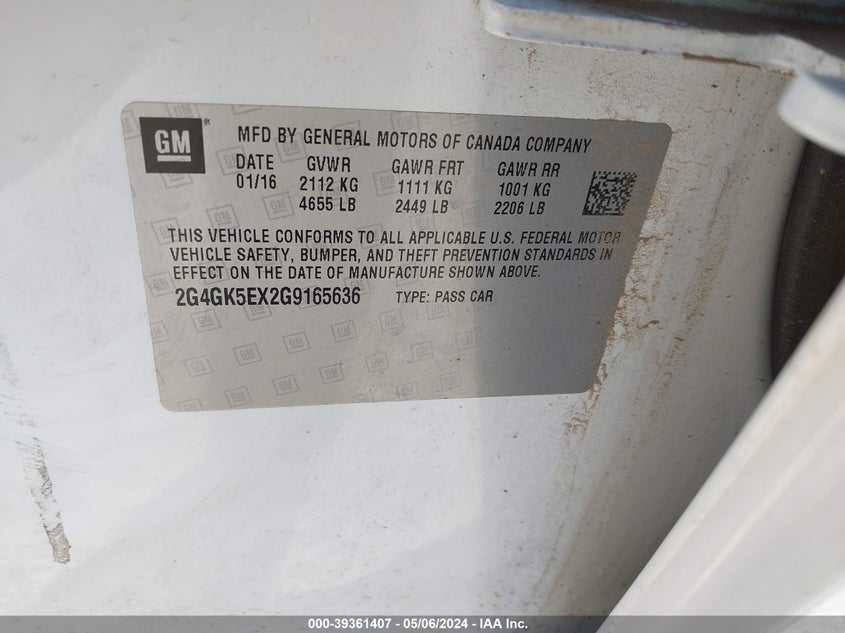 GM ® MFD BY GENERAL MOTORS OF CANADA COMPANY
DATE GVWR GAWR FRT GAWR RR
01/16 2112 KG 1111 KG 1001 KG
4655 LB 2449 LB 2206 LB
THIS VEHICLE CONFORMS TO ALL APPLICABLE U.S. FEDERAL MOTOR
VEHICLE SAFETY, BUMPER, AND THEFT PREVENTION STANDARDS IN
EFFECT ON THE DATE OF MANUFACTURE SHOWN ABOVE.
2G4GK5EX2G9165636 TYPE: PASS CAR
000-39361407 - 05/06/2024 - IAA Inc.